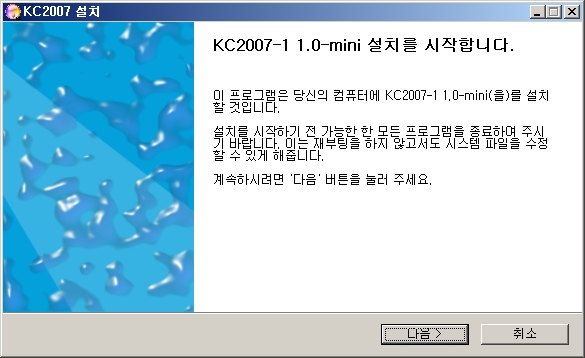 KC2007 설치
KC2007-1 1.0-mini 설치를 시작합니다.
이 프로그램은 당신의 컴퓨터에 KC2007-1 1.0-mini(을)를 설치
할 것입니다.
설치를 시작하기 전 가능한 한 모든 프로그램을 종료하여 주시
기 바랍니다. 이는 재부팅을 하지 않고서도 시스템 파일을 수정
할 수 있게 해줍니다.
계속하시려면 '다음' 버튼을 눌러 주세요.
다음 >
취소